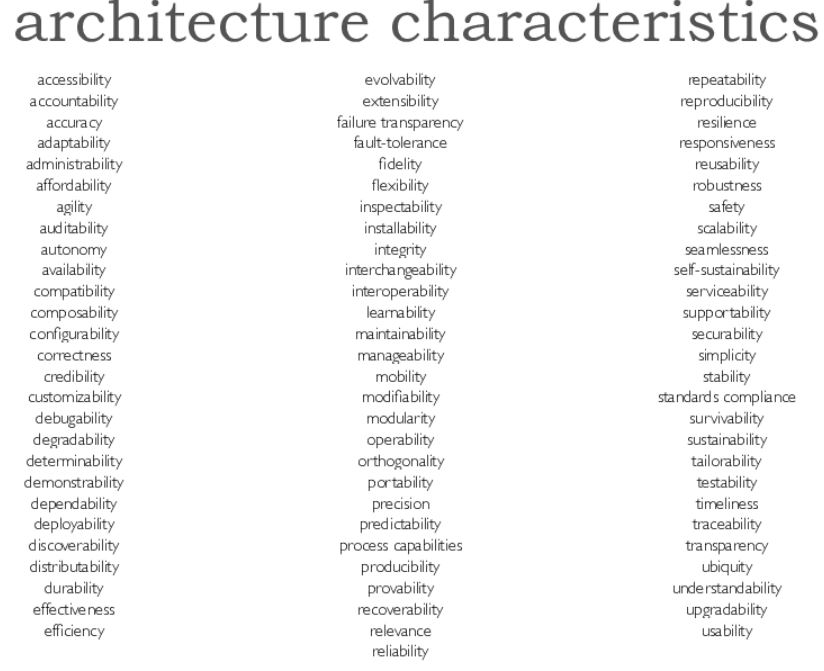 architecture characteristics
accessibility
accountability
accuracy
adaptability
administrability
affordability
agility
auditability
autonomy
availability
compatibility
composability
configurability
correctness
credibility
customizability
debugability
degradability
determinability
demonstrability
dependability
deployability
discoverability
distributability
durability
effectiveness
efficiency
evolvability
extensibility
failure transparency
fault-tolerance
fidelity
flexibility
inspectability
installability
integrity
interchangeability
interoperability
learnability
maintainability
manageability
mobility
modifiability
modularity
operability
orthogonality
portability
precision
predictability
process capabilities
producibility
provability
recoverability
relevance
reliability
repeatability
reproducibility
resilience
responsiveness
reusability
robustness
safety
scalability
seamlessness
self-sustainability
serviceability
supportability
securability
simplicity
stability
standards compliance
survivability
sustainability
tailorability
testability
timeliness
traceability
transparency
ubiquity
understandability
upgradability
usability